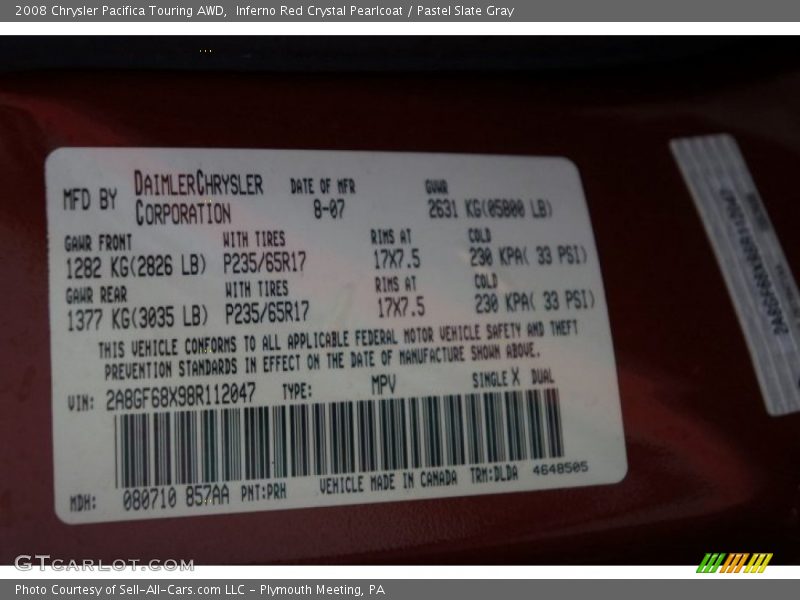 2008 Chrysler Pacifica Touring AWD,  Inferno Red Crystal Pearlcoat / Pastel Slate Gray
MFD BY DAIMLERCHRYSLER CORPORATION DATE OF MFR 8-07 GVWR 2631 KG(05800 LB)
GAWR FRONT WITH TIRES RIMS AT COLD
1282 KG(2826 LB) P235/65R17 17X7.5 230 KPA( 33 PSI)
GAWR REAR WITH TIRES RIMS AT COLD
1377 KG(3035 LB) P235/65R17 17X7.5 230 KPA( 33 PSI)
THIS VEHICLE CONFORMS TO ALL APPLICABLE FEDERAL MOTOR VEHICLE SAFETY AND THEFT
PREVENTION STANDARDS IN EFFECT ON THE DATE OF MANUFACTURE SHOWN ABOVE.
VIN: 2A8GF68X98R112047 TYPE: MPV SINGLE X DUAL
MDH: 080710 857AA PNT:PRH VEHICLE MADE IN CANADA TRM:DLDA 4648505
GTcarlot.com
Photo Courtesy of Sell-All-Cars.com LLC - Plymouth Meeting, PA